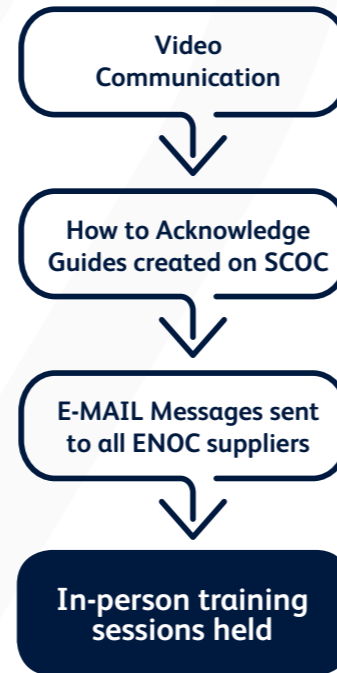 Video
Communication
How to Acknowledge
Guides created on SCOC
E-MAIL Messages sent
to all ENOC suppliers
In-person training
sessions held